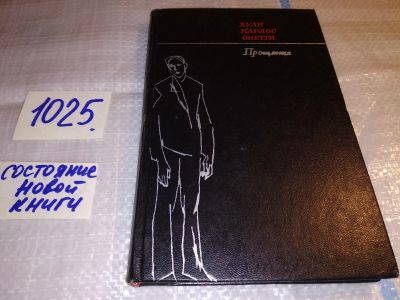 ХУАН
КАРЛОС
ОНЕТТИ
Прощания
1025.
состояние
новой
книги